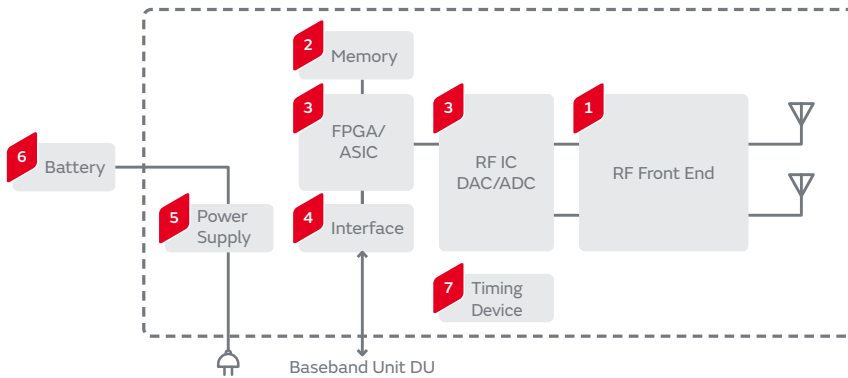 2
Memory
3
FPGA/
ASIC
3
RF IC
DAC/ADC
1
RF Front End
6
Battery
5
Power
Supply
4
Interface
7
Timing
Device
Baseband Unit DU